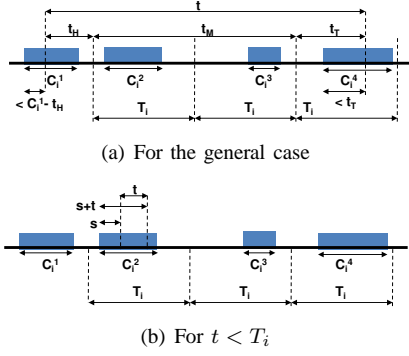 t
t_H t_M t_T
C_i^1 C_i^2 C_i^3 C_i^4
< C_i^1 - t_H T_i T_i T_i < t_T
(a) For the general case
t
s+t
s
C_i^1 C_i^2 C_i^3 C_i^4
T_i T_i T_i
(b) For t < T_i